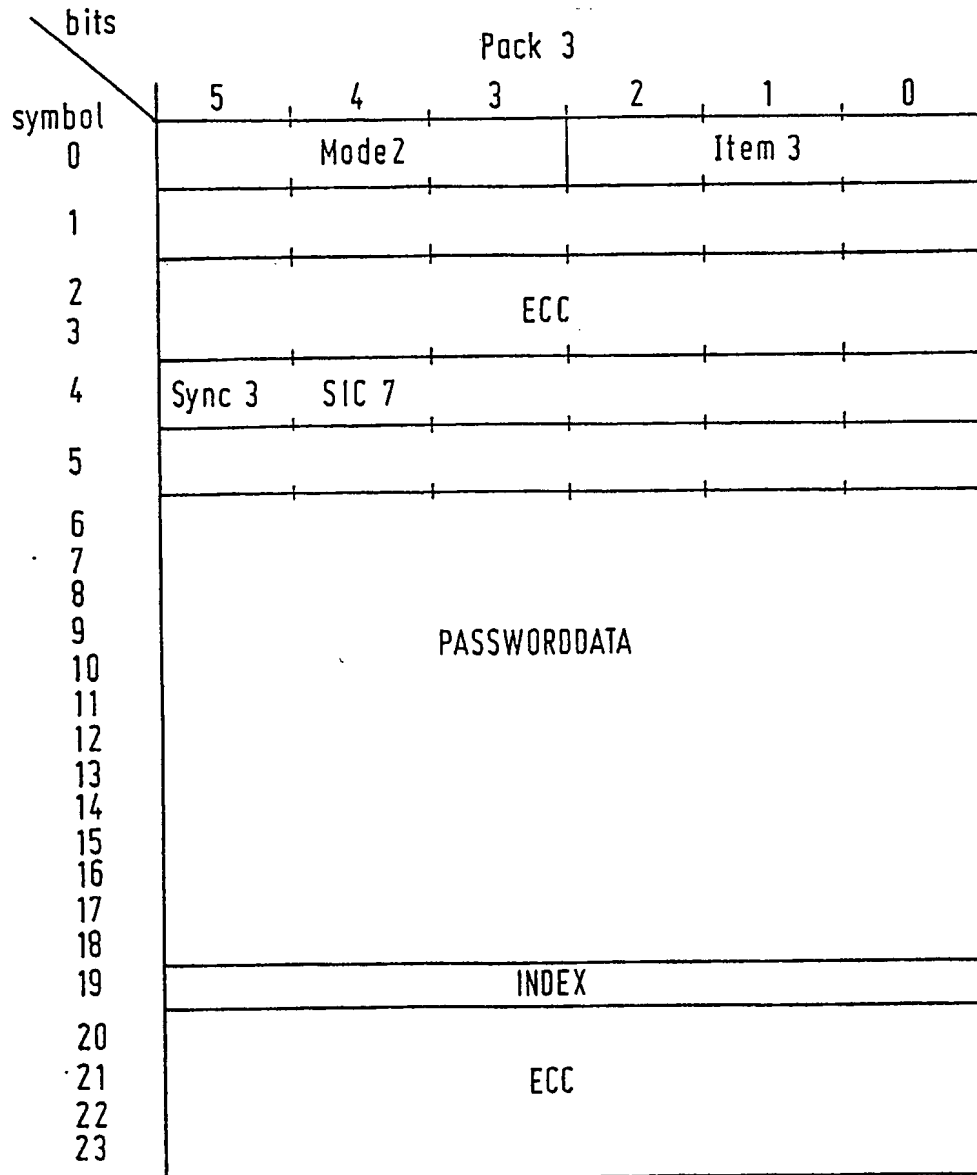 bits
Pack 3
5 4 3 2 1 0
symbol
0 Mode2 Item 3
1
2
ECC
3
4 Sync 3 SIC 7
5
6
7
8
9 PASSWORDDATA
10
11
12
13
14
15
16
17
18
19 INDEX
20
21 ECC
22
23